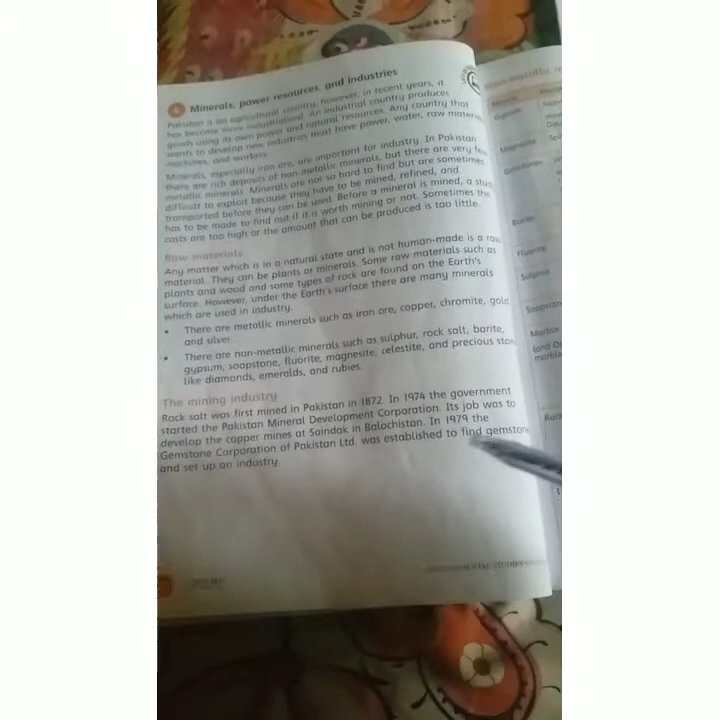 6 Minerals, power resources, and industries
Pakistan is an agricultural country, however, in recent years, it
has become more industrialised. An industrial country produces
goods using its own power and natural resources. Any country that
wants to develop new industries must have power, water, raw
machines, and workers.
Minerals, especially iron ore, are important for industry. In Pakistan
there are rich deposits of non metallic minerals, but there are very few
metallic minerals. Minerals are not so hard to find but are sometimes
difficult to exploit because they have to be mined, refined, and
transported before they can be used. Before a mineral is mined, a
has to be made to find out if it is worth mining or not. Sometimes the
costs are too high or the amount that can be produced is too little.
Raw materials
Any matter which is in a natural state and is not human-made is a raw
material. They can be plants or minerals. Some raw materials such as
plants and wood and some types of rock are found on the Earth's
surface. However, under the Earth's surface there are many minerals
which are used in industry.
• There are metallic minerals such as iron ore, copper, chromite, gold
and silver.
• There are non-metallic minerals such as sulphur, rock salt, barite,
gypsum, soapstone, fluorite, magnesite, celestite, and precious
like diamonds, emeralds, and rubies.
The mining industry
Rock salt was first mined in Pakistan in 1872. In 1974 the government
started the Pakistan Mineral Development Corporation. Its job was to
develop the copper mines at Saindak in Balochistan. In 1979 the
Gemstone Corporation of Pakistan Ltd. was established to find
and set up an industry.
Gypsum
Magnesite
Gemstones
Barite
Fluorite
Sulphur
Marble